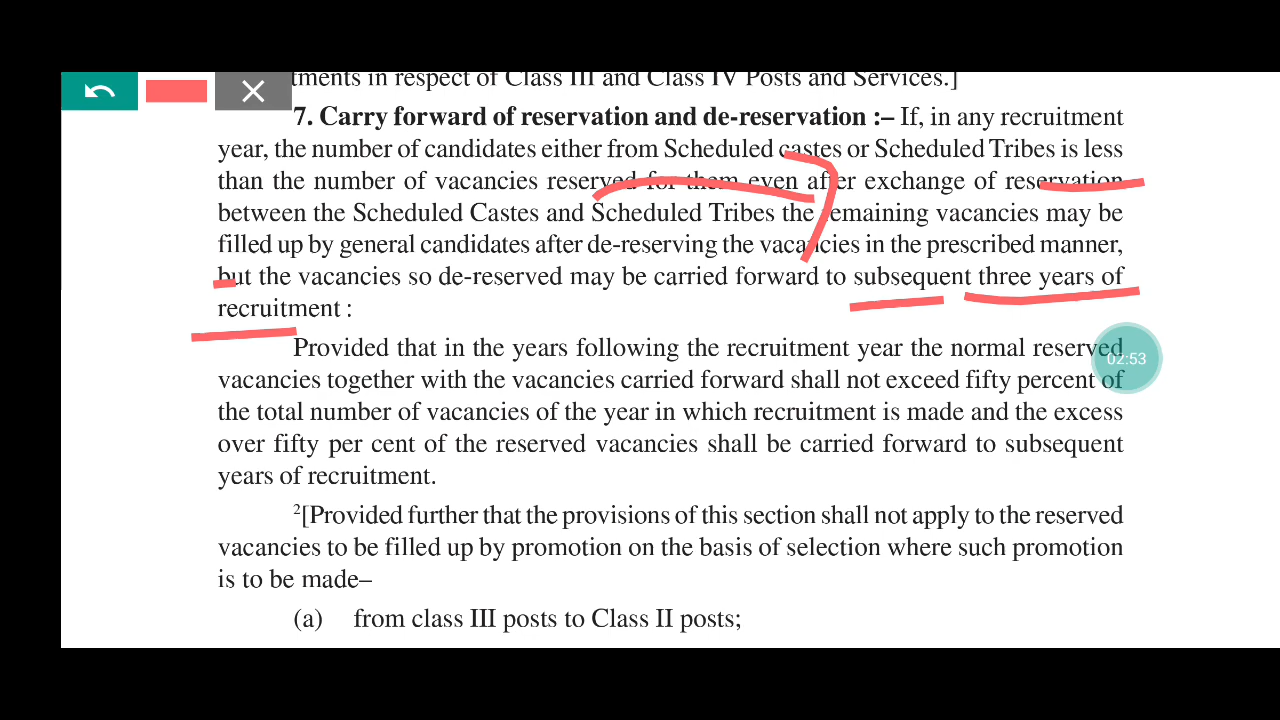 tments in respect of Class III and Class IV Posts and Services.]
7. Carry forward of reservation and de-reservation :– If, in any recruitment
year, the number of candidates either from Scheduled castes or Scheduled Tribes is less
than the number of vacancies reserved for them even after exchange of reservation
between the Scheduled Castes and Scheduled Tribes the remaining vacancies may be
filled up by general candidates after de-reserving the vacancies in the prescribed manner,
but the vacancies so de-reserved may be carried forward to subsequent three years of
recruitment :
Provided that in the years following the recruitment year the normal reserved
02:53
vacancies together with the vacancies carried forward shall not exceed fifty percent of
the total number of vacancies of the year in which recruitment is made and the excess
over fifty per cent of the reserved vacancies shall be carried forward to subsequent
years of recruitment.
2[Provided further that the provisions of this section shall not apply to the reserved
vacancies to be filled up by promotion on the basis of selection where such promotion
is to be made–
(a) from class III posts to Class II posts;